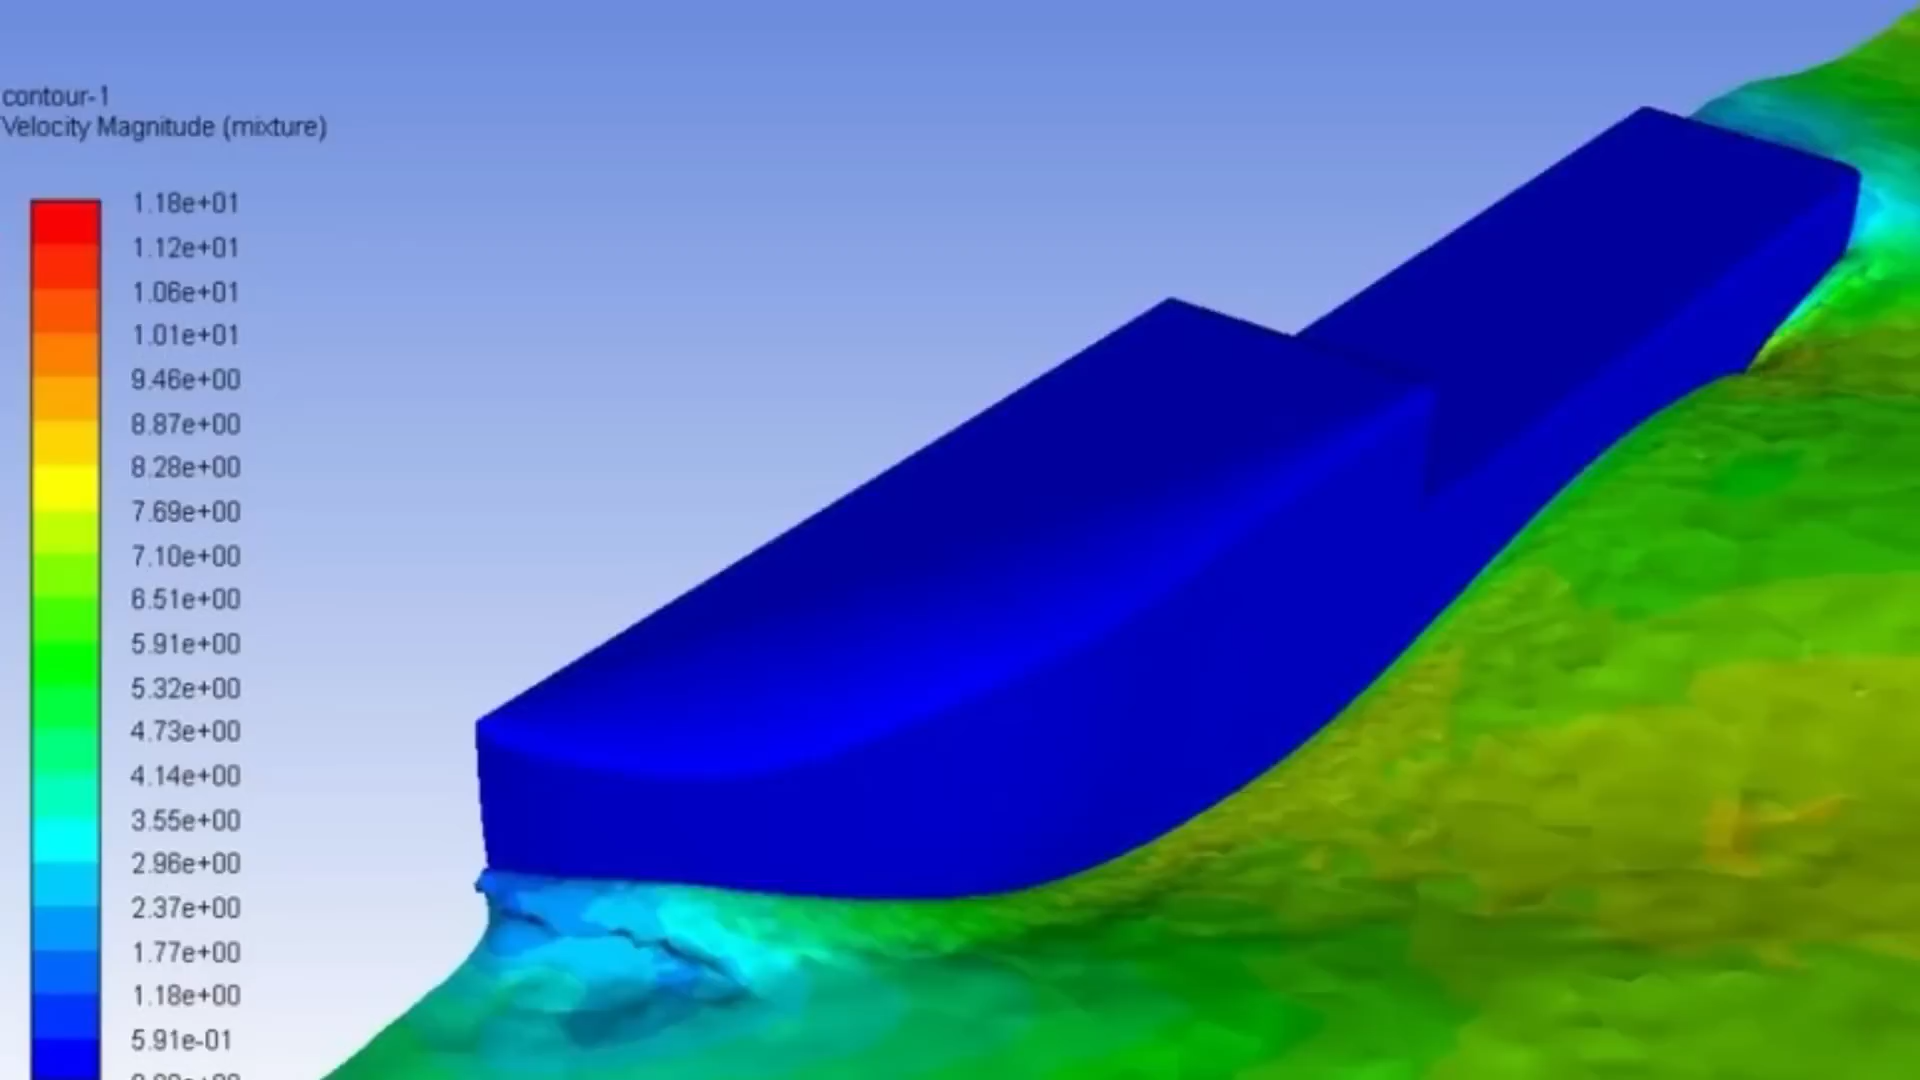 contour-1
Velocity Magnitude (mixture)
1.18e+01
1.12e+01
1.06e+01
1.01e+01
9.46e+00
8.87e+00
8.28e+00
7.69e+00
7.10e+00
6.51e+00
5.91e+00
5.32e+00
4.73e+00
4.14e+00
3.55e+00
2.96e+00
2.37e+00
1.77e+00
1.18e+00
5.91e-01